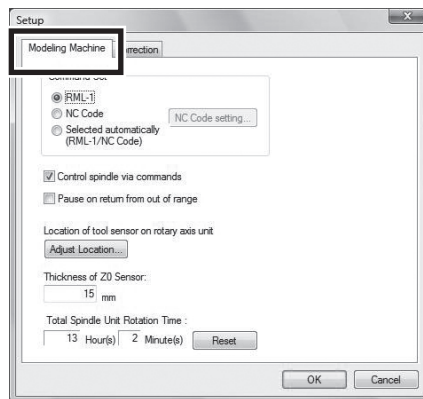 Setup
Modeling Machine
Command Set
RML-1
NC Code
NC Code setting...
Selected automatically
(RML-1/NC Code)
Control spindle via commands
Pause on return from out of range
Location of tool sensor on rotary axis unit
Adjust Location...
Thickness of Z0 Sensor:
15 mm
Total Spindle Unit Rotation Time :
13 Hour(s) 2 Minute(s) Reset
OK Cancel